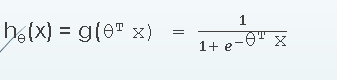 hθ(x) = g(θᵀ x) = 1 / (1 + e^(−θᵀ x))